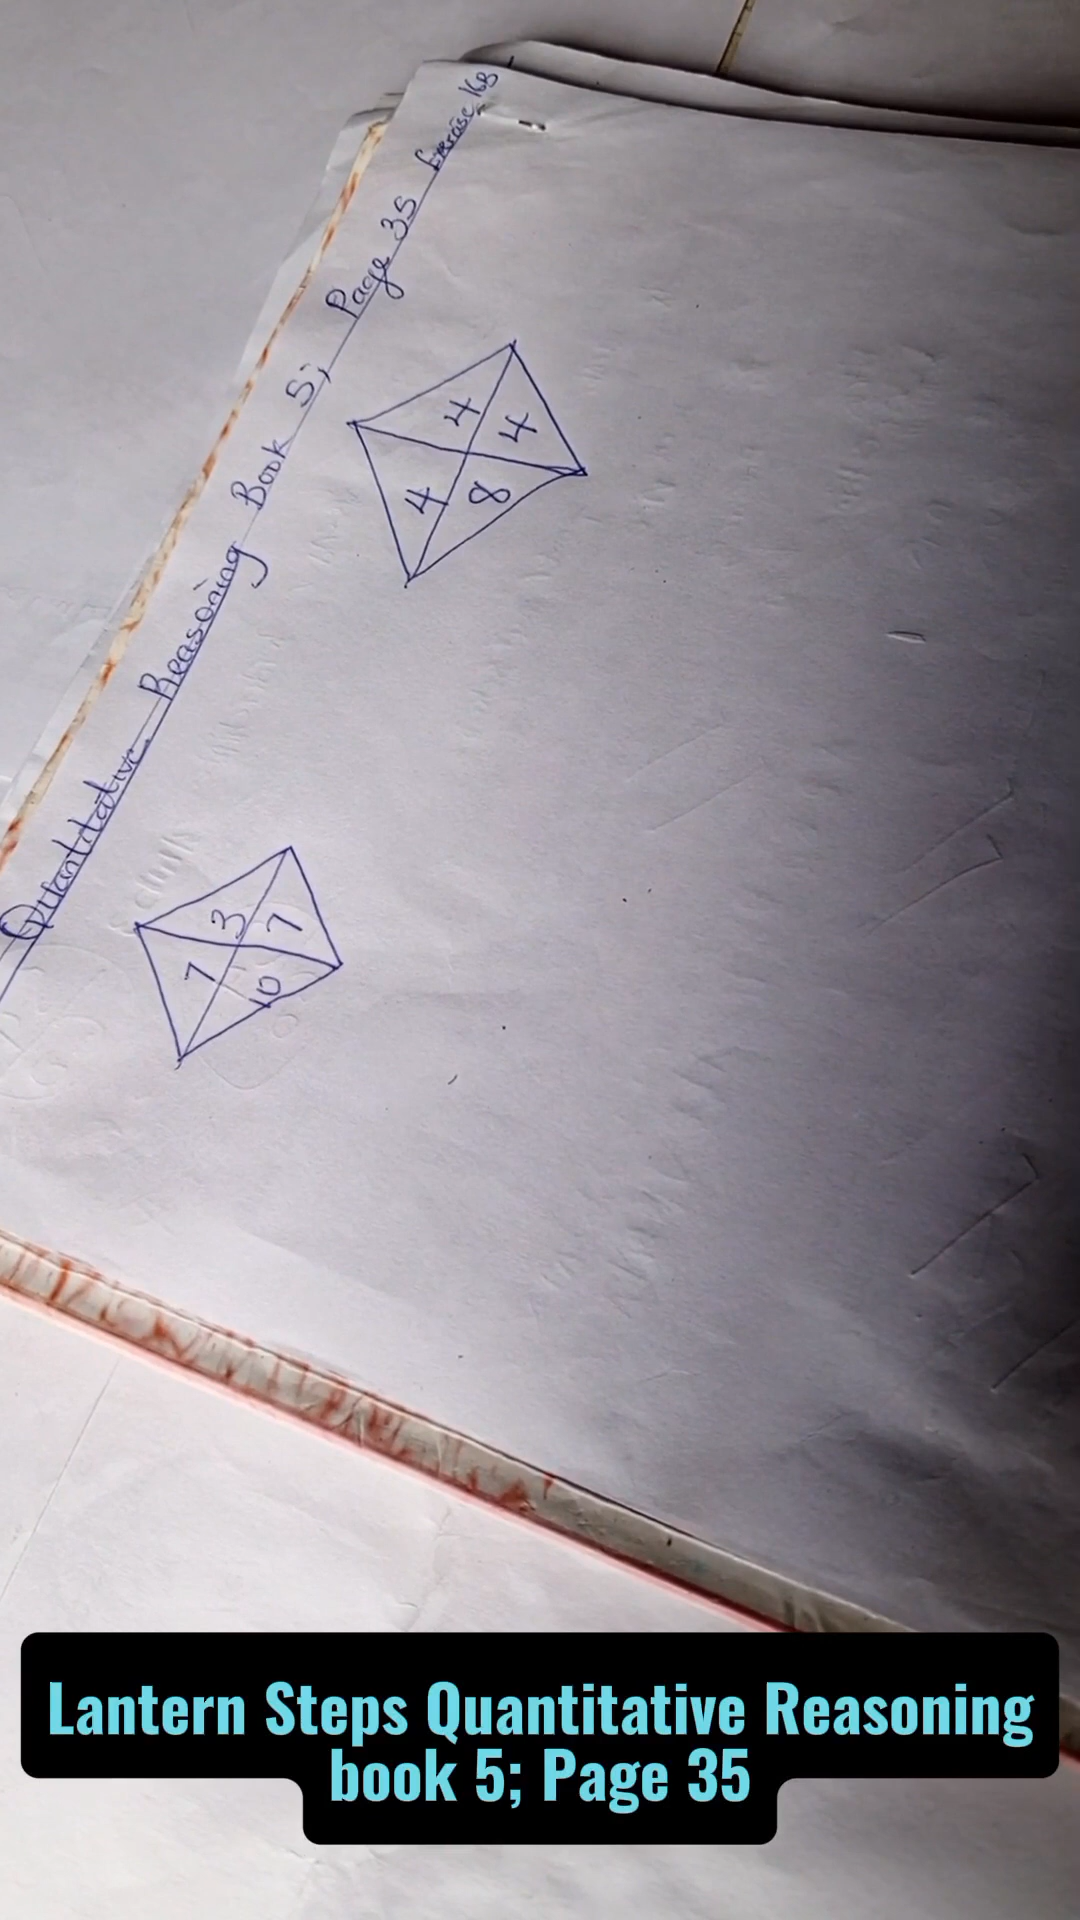 Quantitative Reasoning Book 5; Page 35 Exercise 16B
7 3
10 7
4 4
8 4
Lantern Steps Quantitative Reasoning
book 5; Page 35